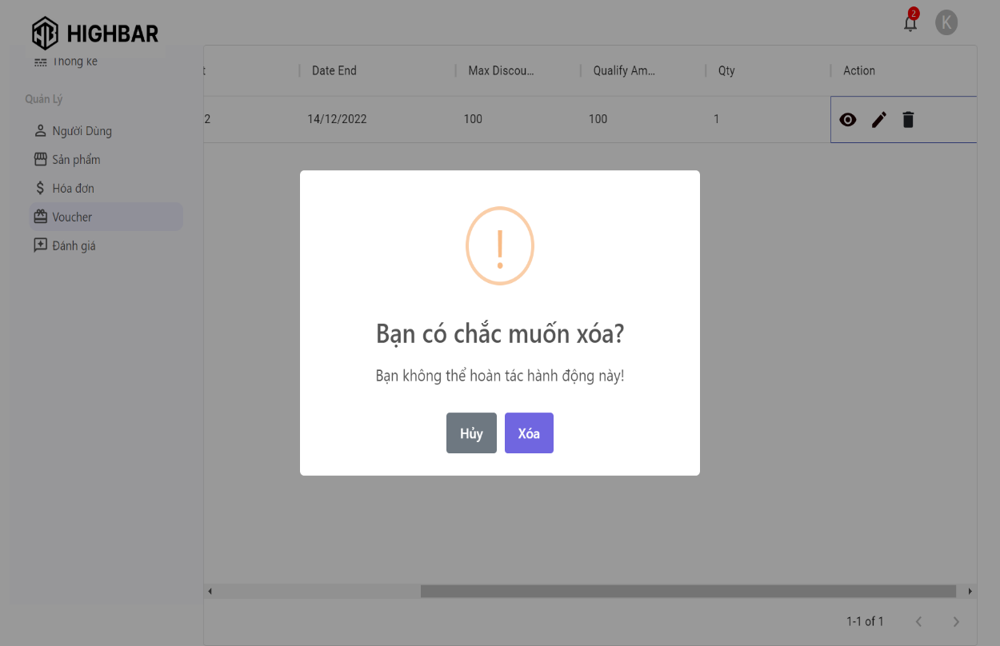 HIGHBAR
2
K
Thống kê
Quản Lý
Người Dùng
Sản phẩm
Hóa đơn
Voucher
Đánh giá
t Date End Max Discou... Qualify Am... Qty Action
2 14/12/2022 100 100 1
Bạn có chắc muốn xóa?
Bạn không thể hoàn tác hành động này!
Hủy Xóa
1-1 of 1